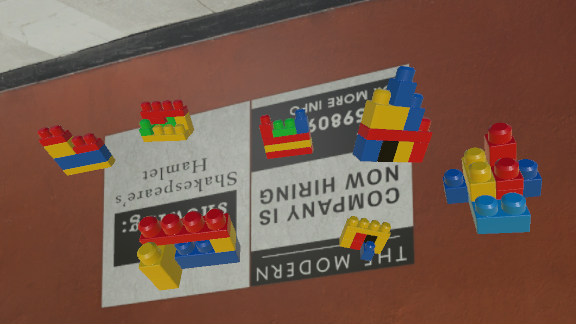 THE MODERN
COMPANY IS
NOW HIRING
MORE INFO
Shakespeare's
Hamlet